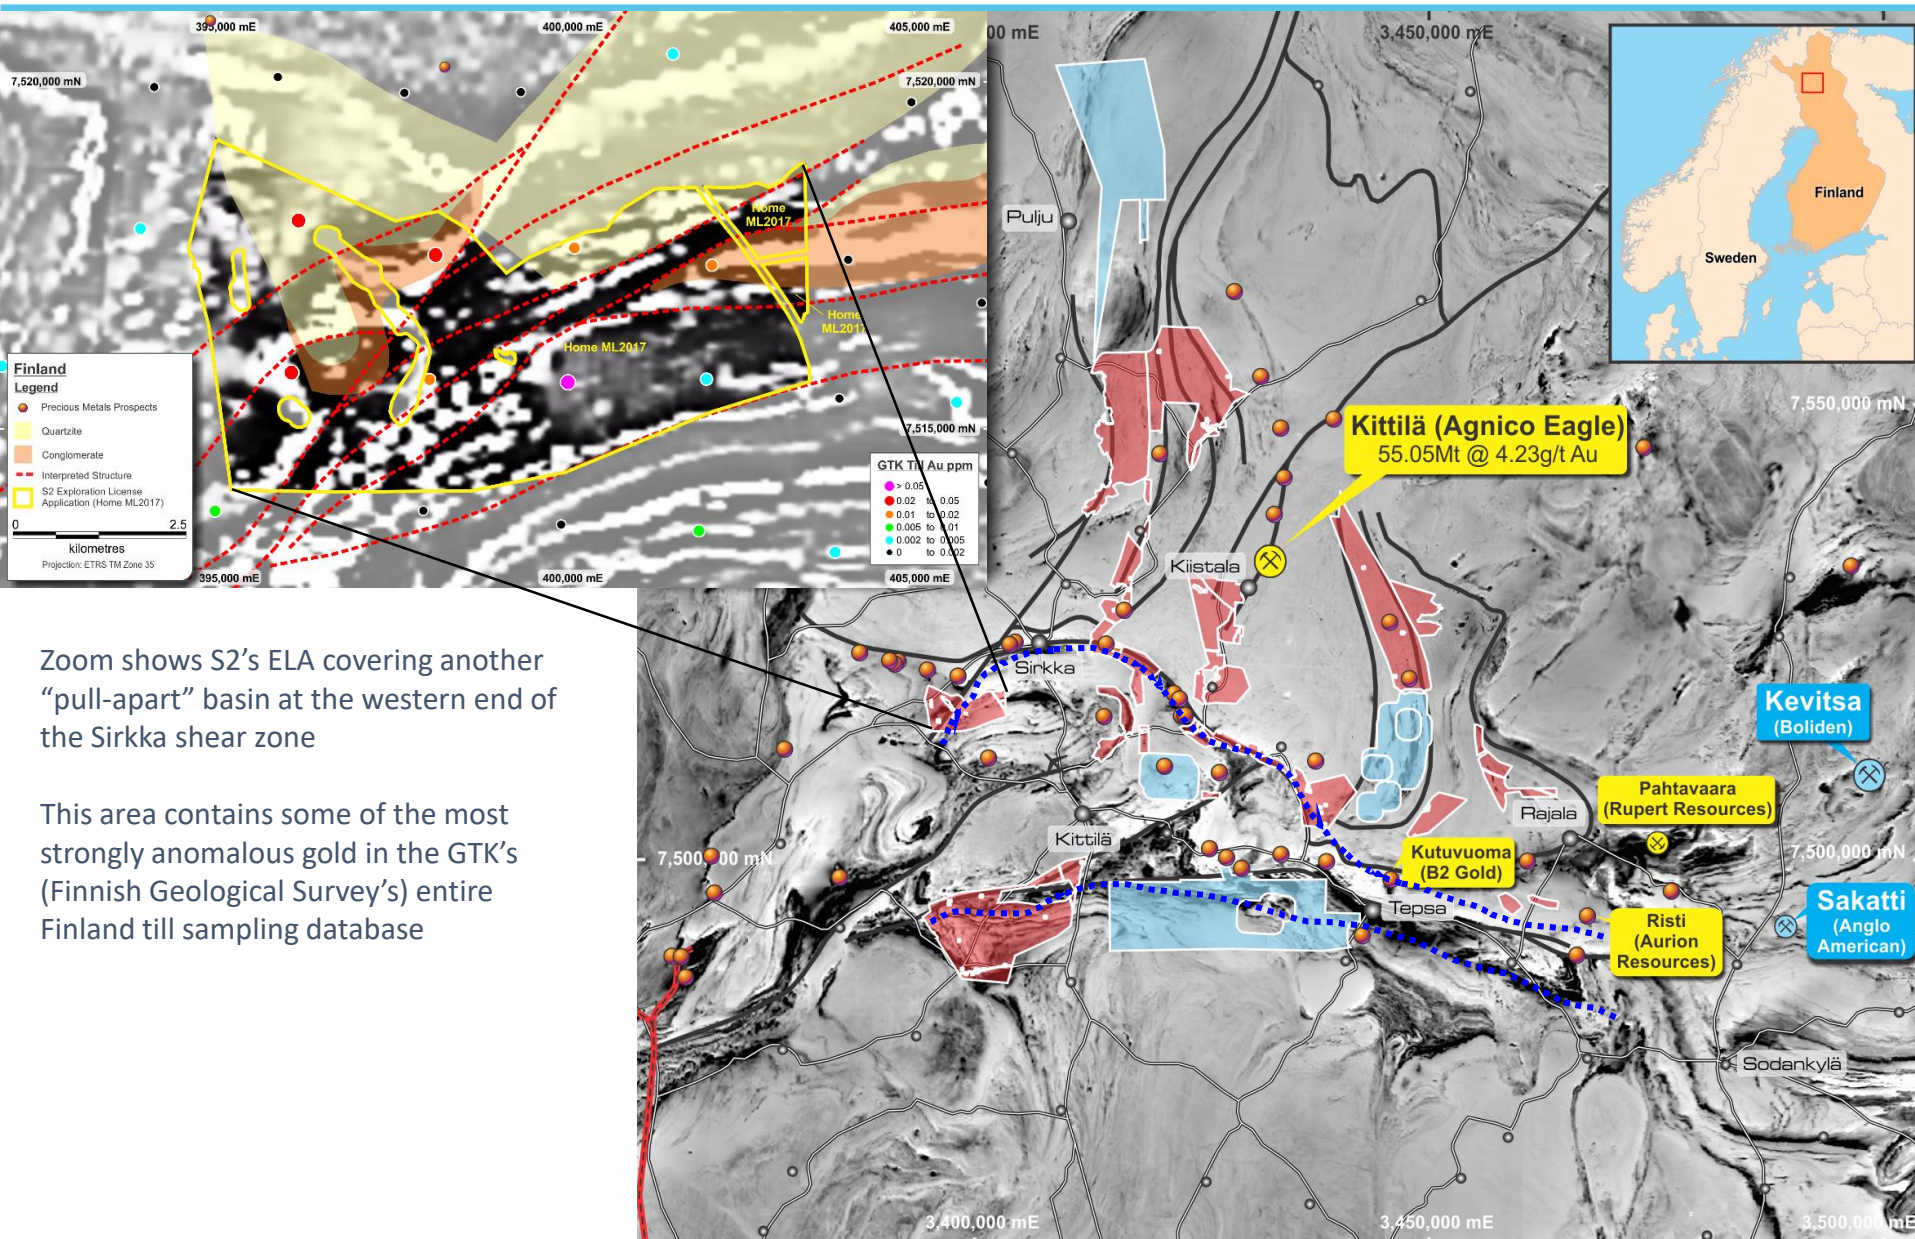 395,000 mE
400,000 mE
405,000 mE
7,520,000 mN
7,520,000 mN
Home
ML2017
Home
ML2017
Home ML2017
7,515,000 mN
Finland
Legend
Precious Metals Prospects
Quartzite
Conglomerate
Interpreted Structure
S2 Exploration License
Application (Home ML2017)
0 2.5
kilometres
Projection: ETRS TM Zone 35
GTK Till Au ppm
> 0.05
0.02 to 0.05
0.01 to 0.02
0.005 to 0.01
0.002 to 0.005
0 to 0.002
395,000 mE
400,000 mE
405,000 mE
Zoom shows S2’s ELA covering another
“pull-apart” basin at the western end of
the Sirkka shear zone
This area contains some of the most
strongly anomalous gold in the GTK’s
(Finnish Geological Survey’s) entire
Finland till sampling database
00 mE
3,450,000 mE
Finland
Sweden
Pulju
7,550,000 mN
Kittilä (Agnico Eagle)
55.05Mt @ 4.23g/t Au
Kiistala
Sirkka
Kevitsa
(Boliden)
Pahtavaara
(Rupert Resources)
Rajala
Kittilä
7,500,000 mN
7,500,000 mN
Kutuvuoma
(B2 Gold)
Sakatti
(Anglo
American)
Tepsa
Risti
(Aurion
Resources)
Sodankylä
3,400,000 mE
3,450,000 mE
3,500,000 mE